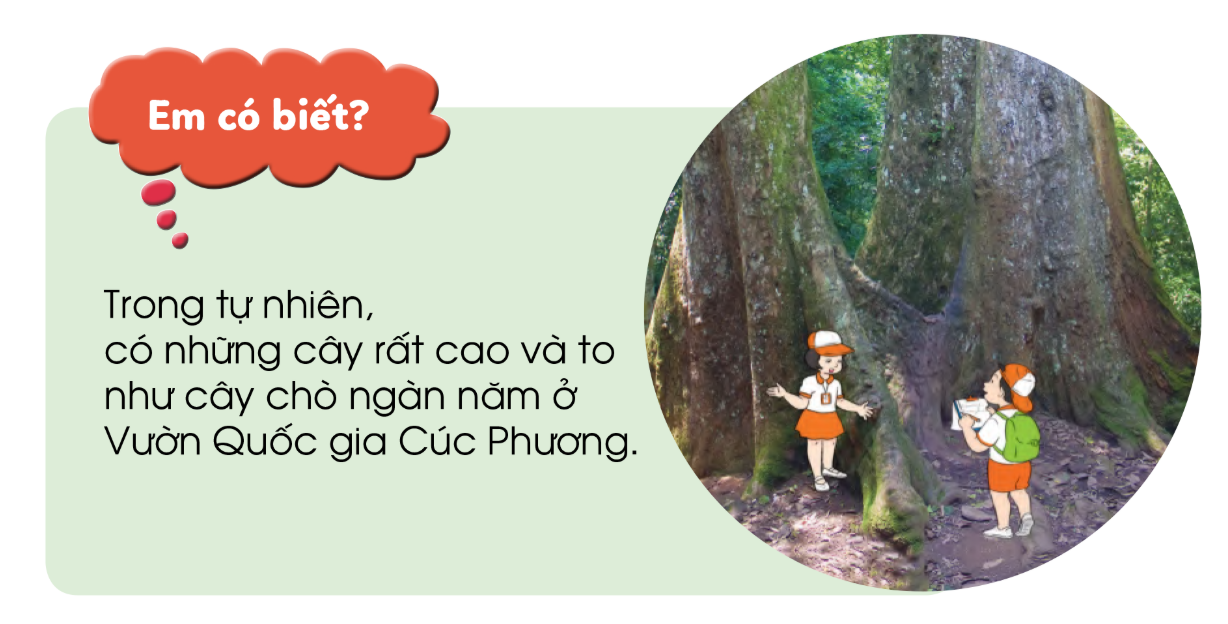 Em có biết?
Trong tự nhiên,
có những cây rất cao và to
như cây chò ngàn năm ở
Vườn Quốc gia Cúc Phương.